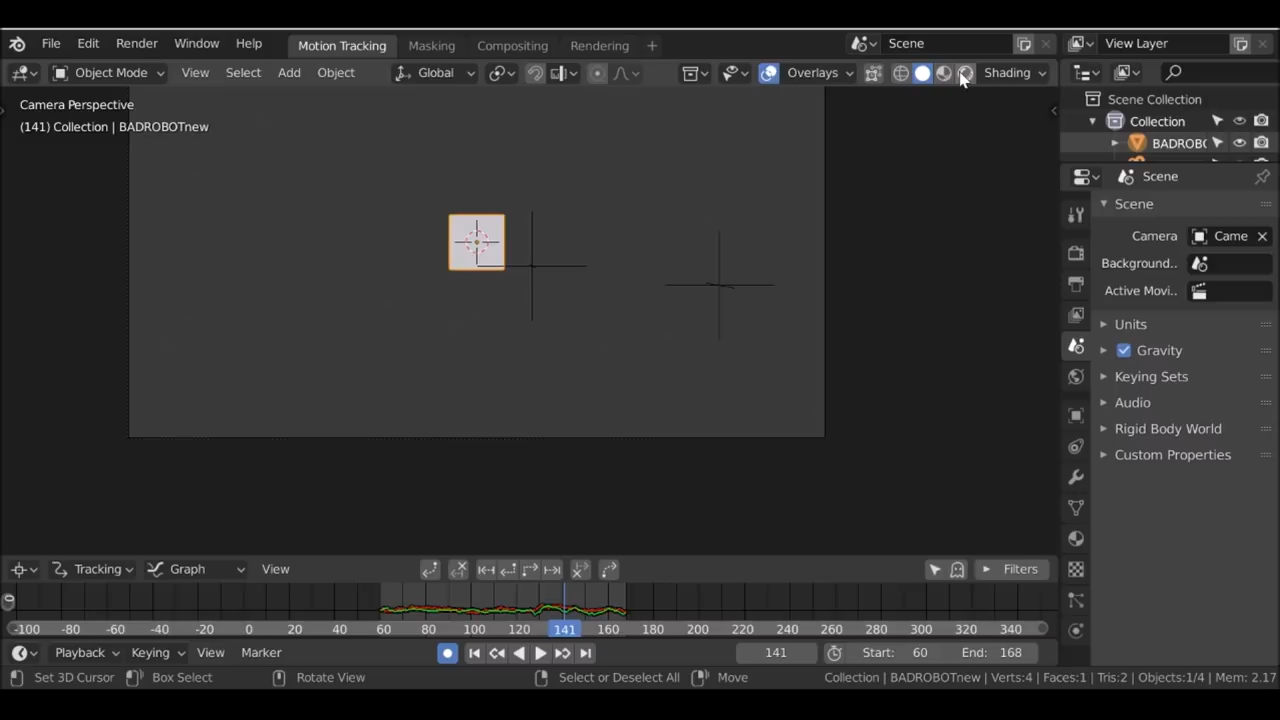 File Edit Render Window Help Motion Tracking Masking Compositing Rendering + Scene View Layer
Object Mode View Select Add Object Global Overlays Shading
Camera Perspective
(141) Collection | BADROBOTnew
Scene Collection
Collection
BADROBO
Scene
Scene
Camera Came
Background..
Active Movi..
Units
Gravity
Keying Sets
Audio
Rigid Body World
Custom Properties
Tracking Graph View Filters
-100 -80 -60 -40 -20 0 20 40 60 80 100 120 141 160 180 200 220 240 260 280 300 320 340
Playback Keying View Marker 141 Start: 60 End: 168
Set 3D Cursor Box Select Rotate View Select or Deselect All Move Collection | BADROBOTnew | Verts:4 | Faces:1 | Tris:2 | Objects:1/4 | Mem: 2.17